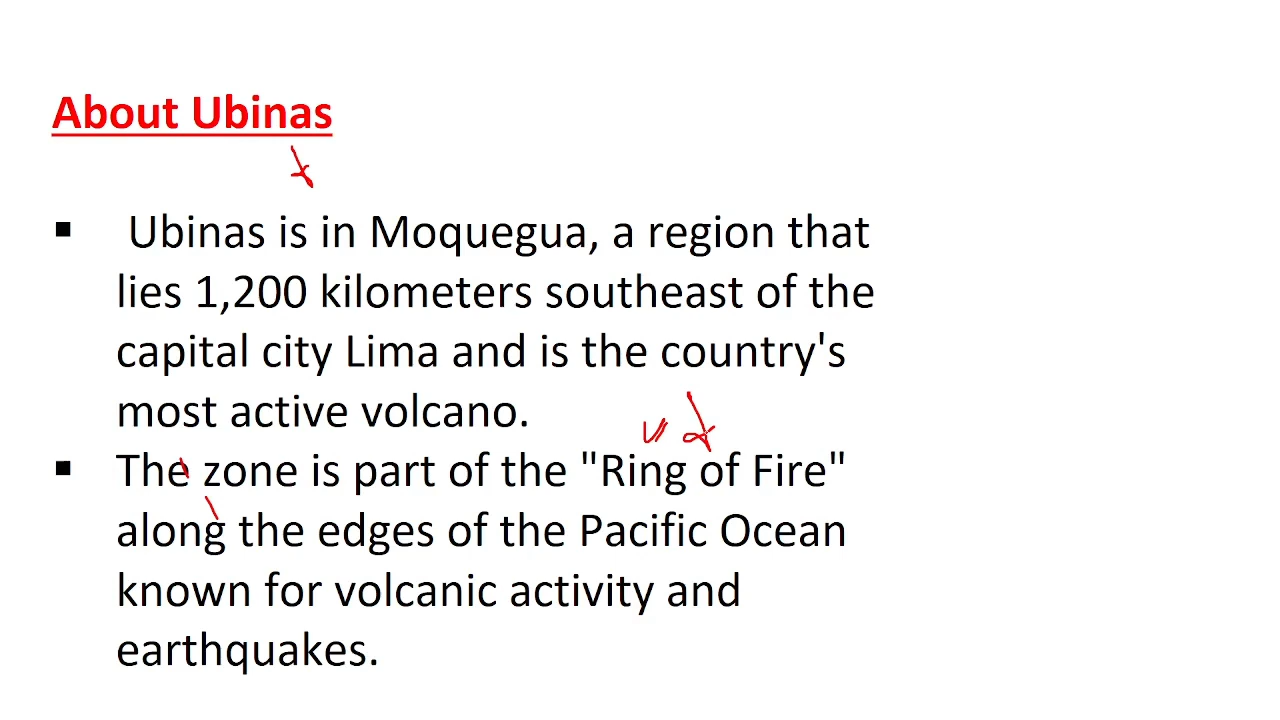 About Ubinas
▪ Ubinas is in Moquegua, a region that
lies 1,200 kilometers southeast of the
capital city Lima and is the country's
most active volcano.
▪ The zone is part of the "Ring of Fire"
along the edges of the Pacific Ocean
known for volcanic activity and
earthquakes.